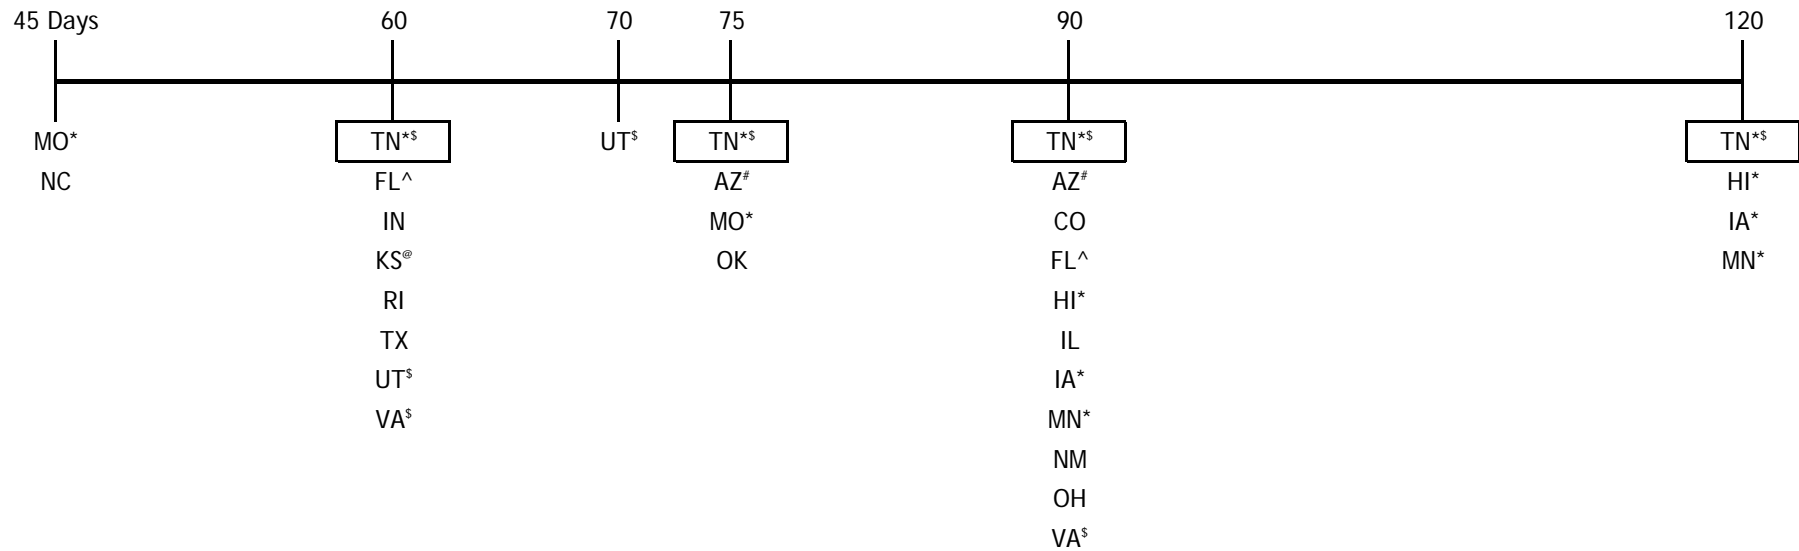 45 Days 60 70 75 90 120
MO* TN*$ UT$ TN*$ TN*$ TN*$
NC FL^ AZ# AZ# HI*
IN MO* CO IA*
KS@ OK FL^ MN*
RI HI*
TX IL
UT$ IA*
VA$ MN*
NM
OH
VA$